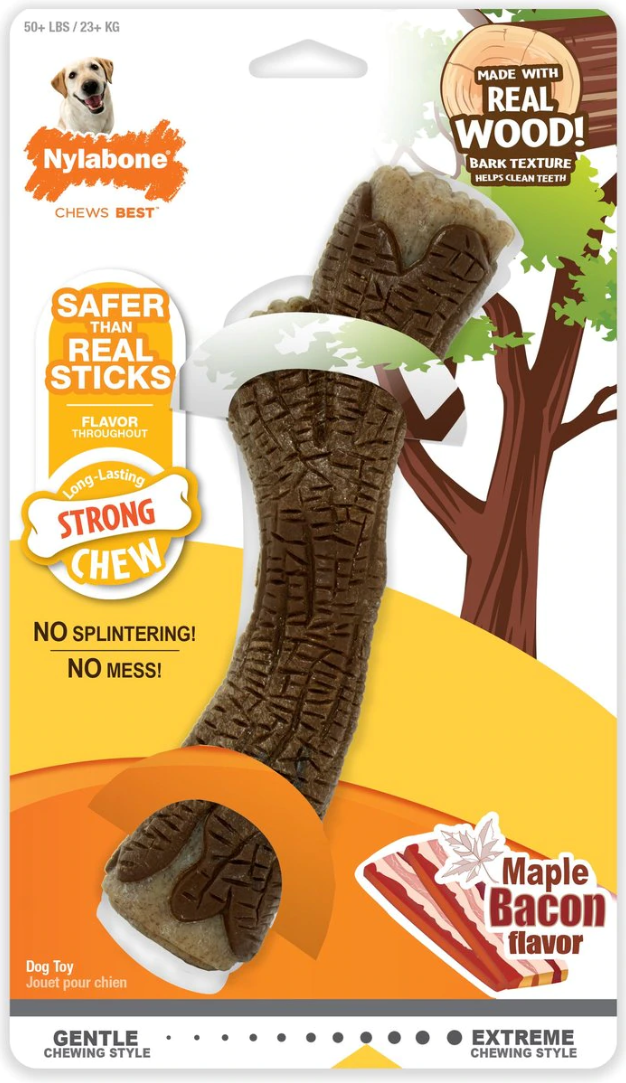 50+ LBS / 23+ KG
MADE WITH
REAL
WOOD!
BARK TEXTURE
HELPS CLEAN TEETH
Nylabone®
CHEWS BEST™
SAFER
THAN
REAL
STICKS
FLAVOR
THROUGHOUT
Long-Lasting
STRONG
CHEW
NO SPLINTERING!
NO MESS!
Maple
Bacon
flavor
Dog Toy
Jouet pour chien
GENTLE
CHEWING STYLE
EXTREME
CHEWING STYLE